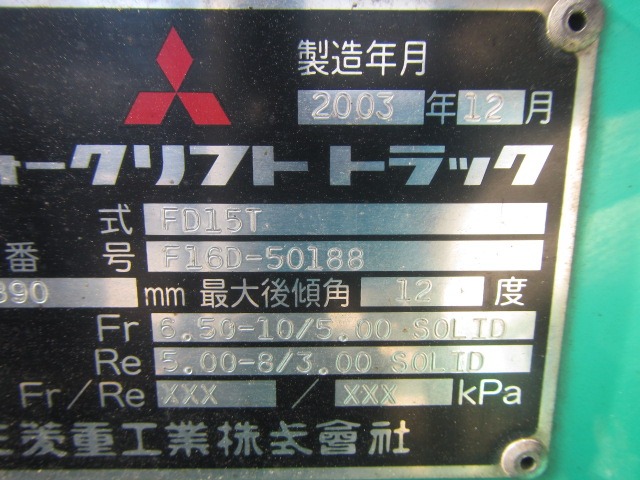 製造年月
2003 年 12 月
ォークリフト トラック
式 FD15T
番 号 F16D-50188
390 mm 最大後傾角 12 度
Fr 6.50-10/5.00 SOLID
Re 5.00-8/3.00 SOLID
Fr/Re XXX / XXX kPa
三菱重工業株式會社